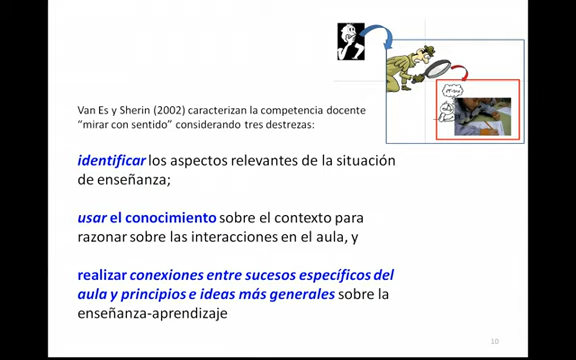 Van Es y Sherin (2002) caracterizan la competencia docente
“mirar con sentido” considerando tres destrezas:
identificar los aspectos relevantes de la situación
de enseñanza;
usar el conocimiento sobre el contexto para
razonar sobre las interacciones en el aula, y
realizar conexiones entre sucesos específicos del
aula y principios e ideas más generales sobre la
enseñanza-aprendizaje
10